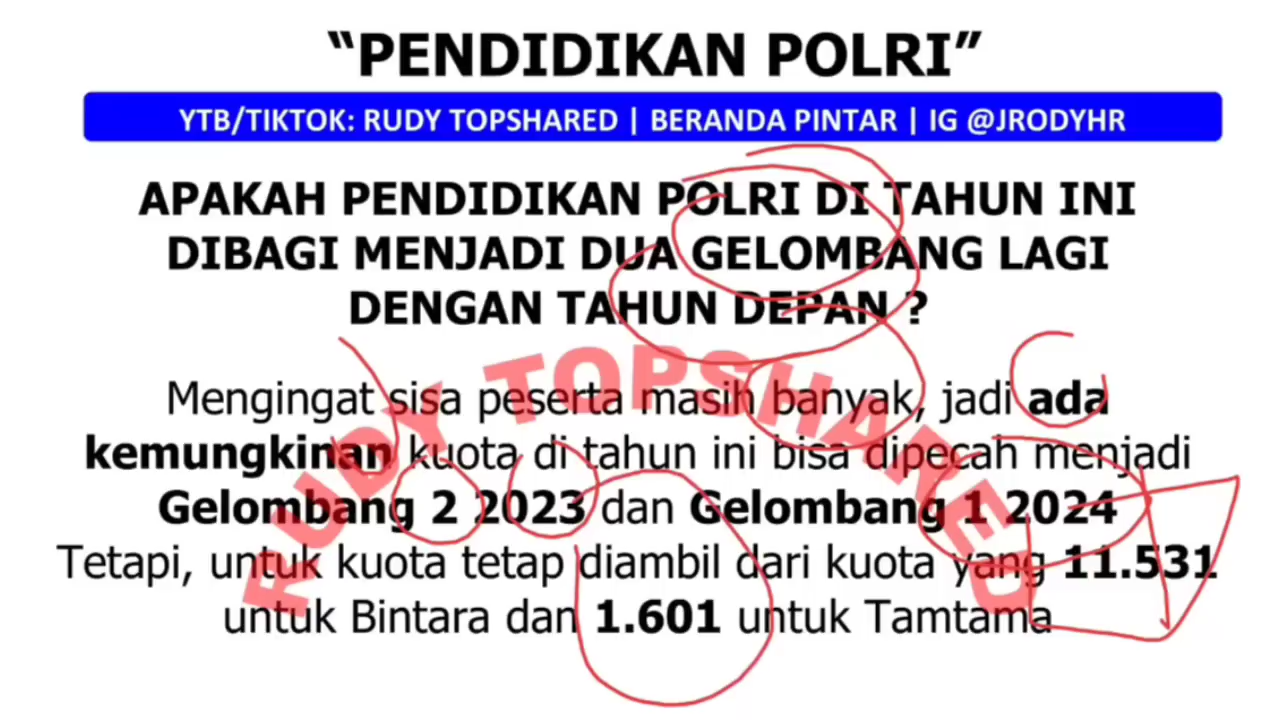 “PENDIDIKAN POLRI”
YTB/TIKTOK: RUDY TOPSHARED | BERANDA PINTAR | IG @JRODYHR
APAKAH PENDIDIKAN POLRI DI TAHUN INI
DIBAGI MENJADI DUA GELOMBANG LAGI
DENGAN TAHUN DEPAN ?
RUDY TOPSHARED
Mengingat sisa peserta masih banyak, jadi ada
kemungkinan kuota di tahun ini bisa dipecah menjadi
Gelombang 2 2023 dan Gelombang 1 2024
Tetapi, untuk kuota tetap diambil dari kuota yang 11.531
untuk Bintara dan 1.601 untuk Tamtama